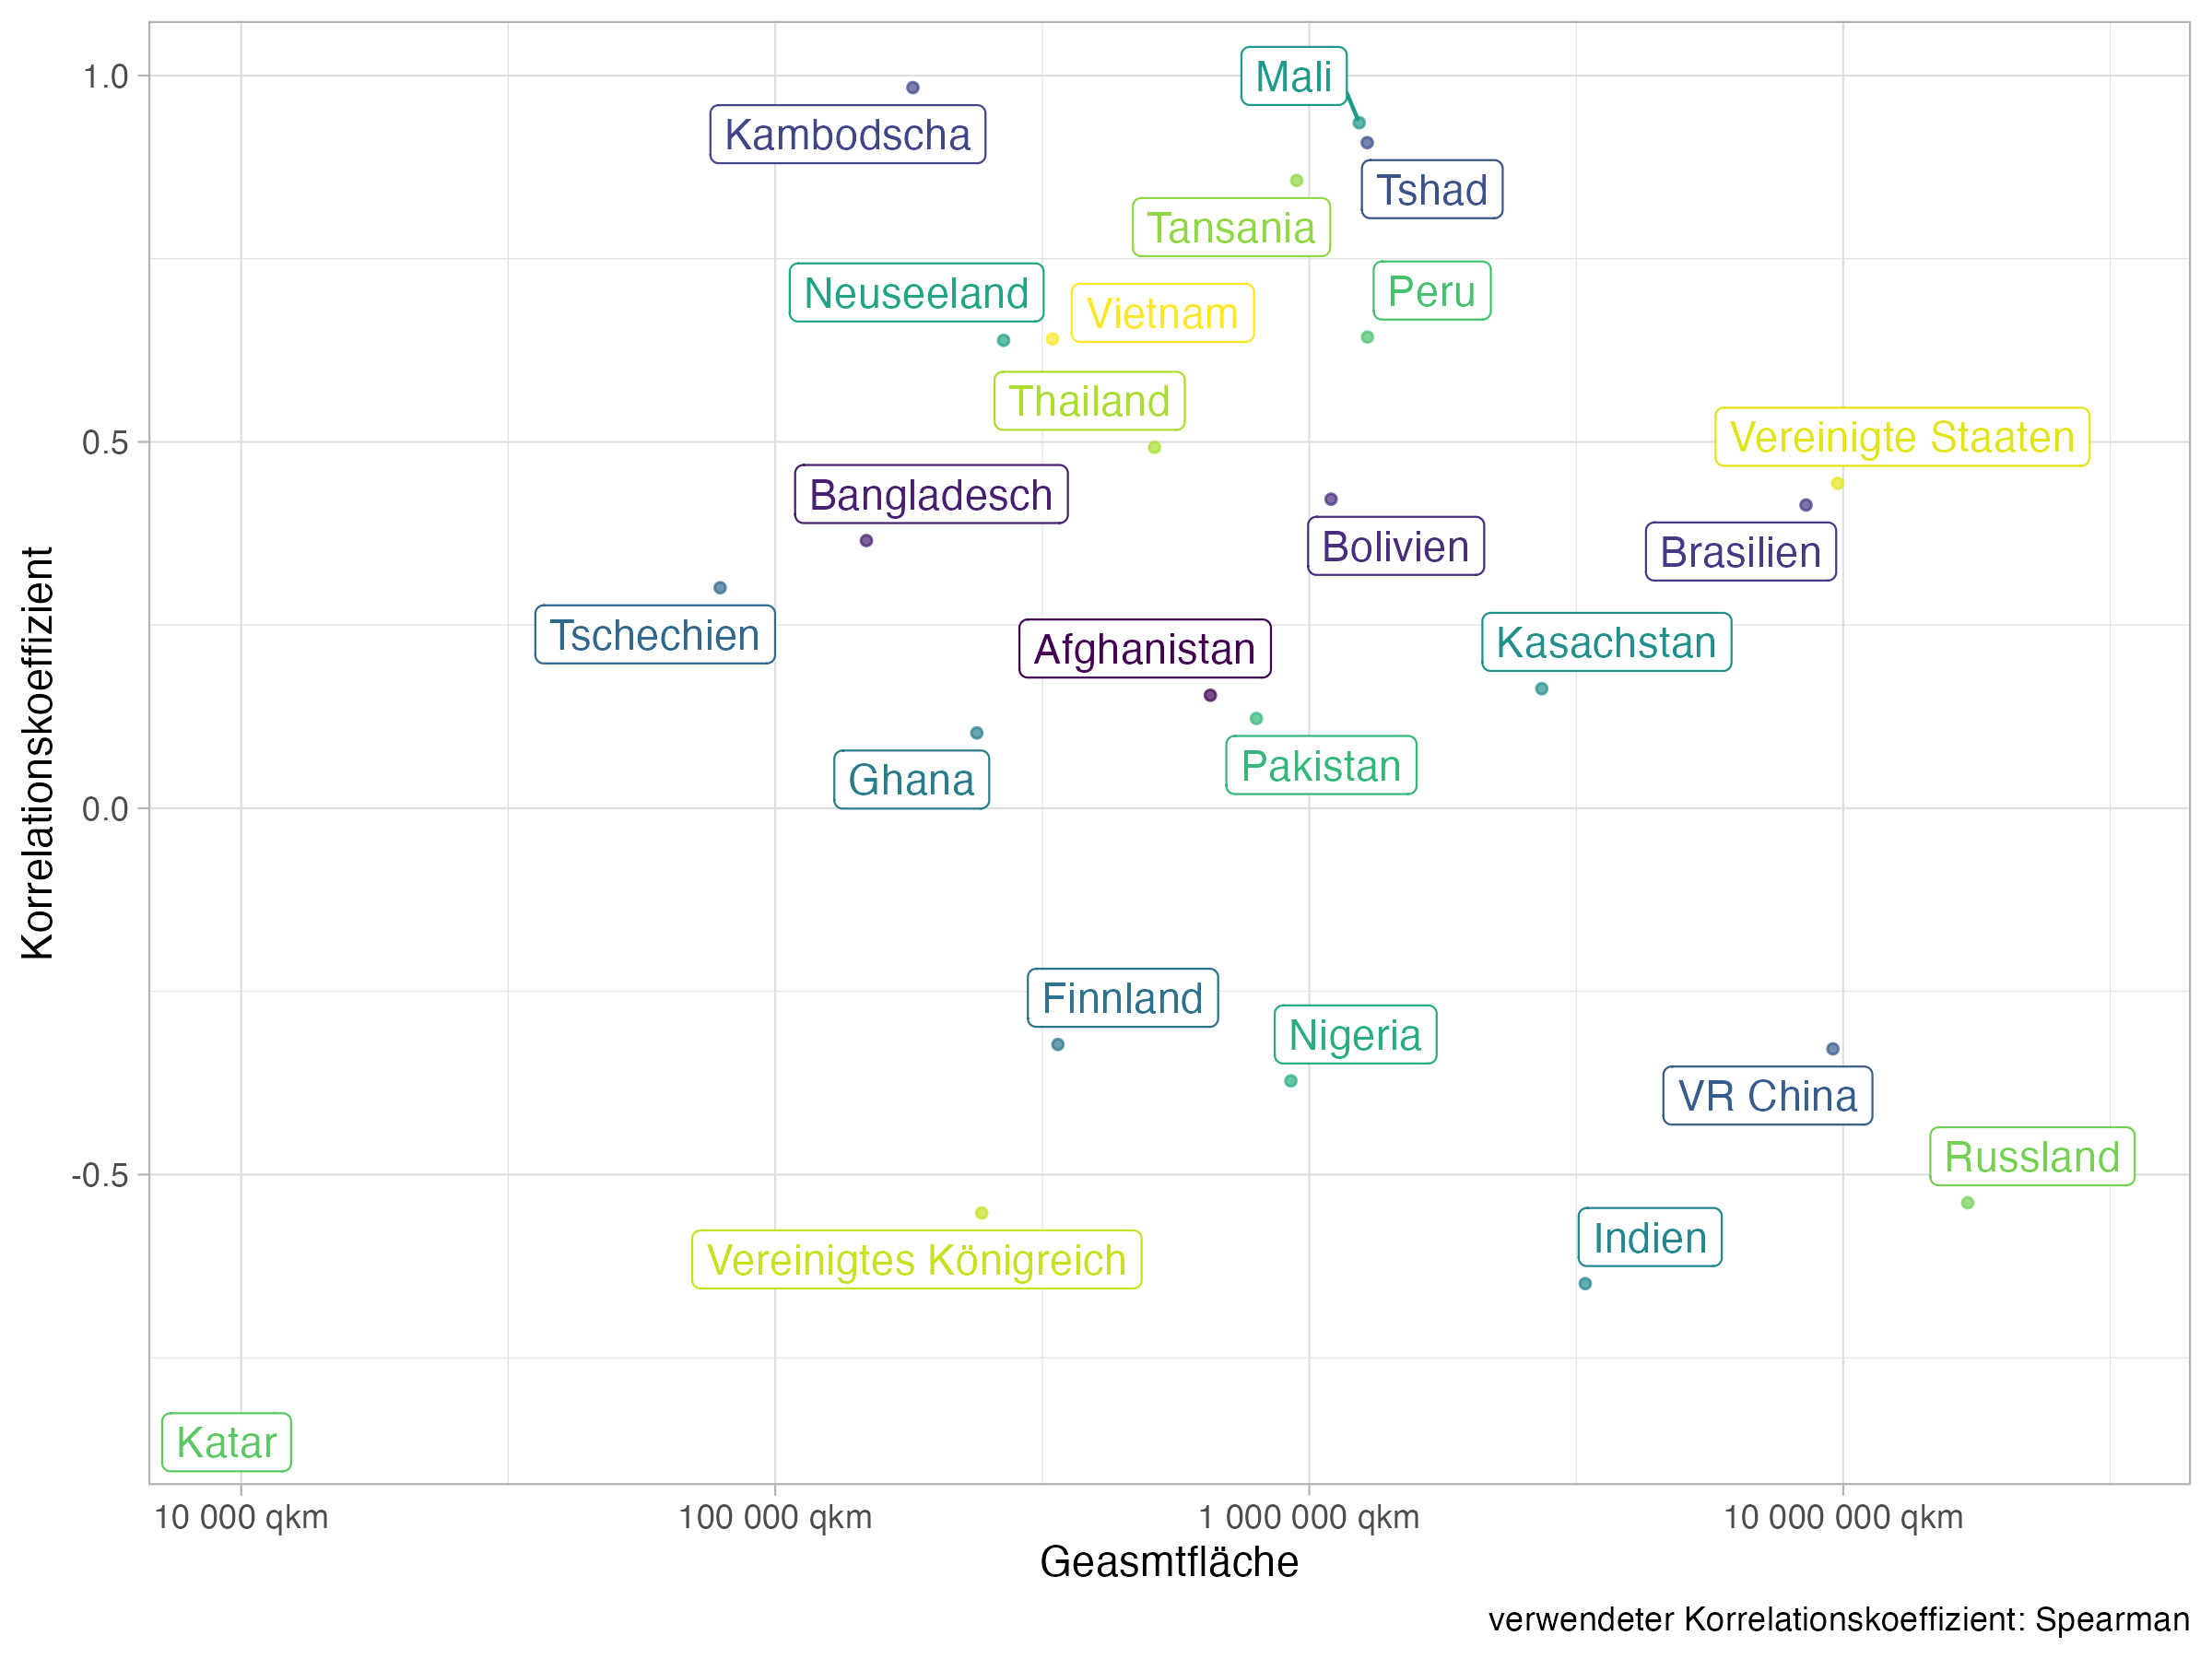 1.0
0.5
0.0
-0.5
Korrelationskoeffizient
Mali
Kambodscha
Tshad
Tansania
Neuseeland
Vietnam
Peru
Thailand
Vereinigte Staaten
Bangladesch
Bolivien
Brasilien
Tschechien
Afghanistan
Kasachstan
Ghana
Pakistan
Finnland
Nigeria
VR China
Russland
Vereinigtes Königreich
Indien
Katar
10 000 qkm
100 000 qkm
1 000 000 qkm
10 000 000 qkm
Geasmtfläche
verwendeter Korrelationskoeffizient: Spearman